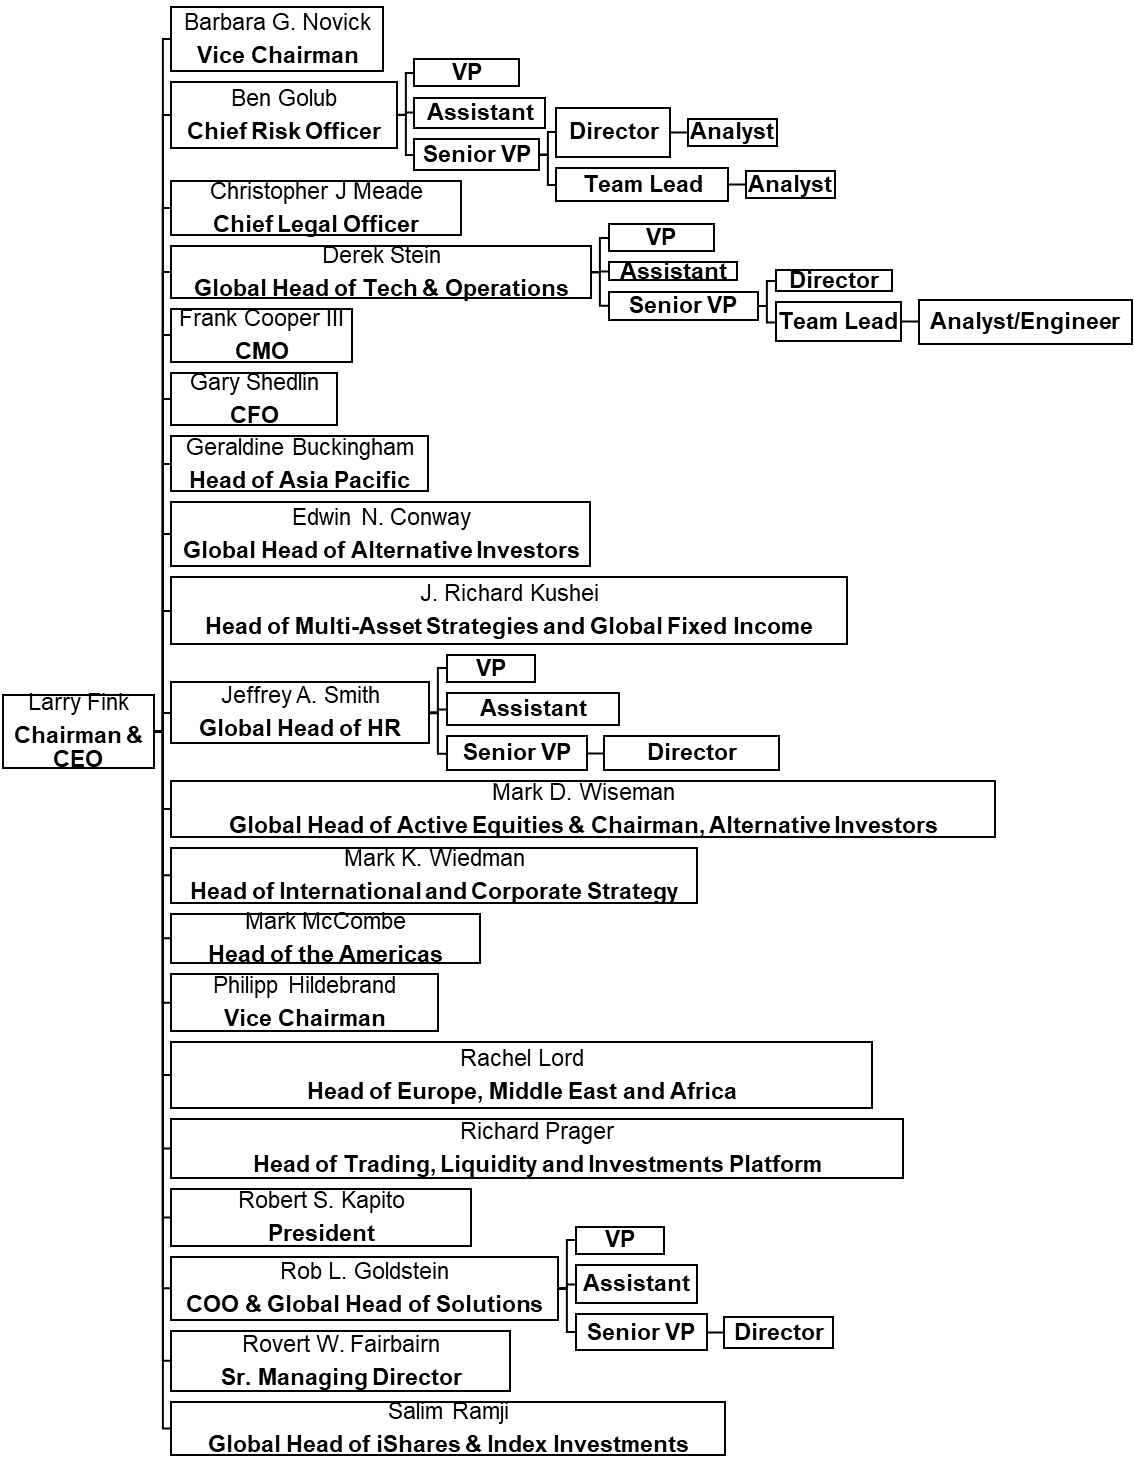 Barbara G. Novick
Vice Chairman
Ben Golub
Chief Risk Officer
VP
Assistant
Senior VP
Director
Analyst
Team Lead
Analyst
Christopher J Meade
Chief Legal Officer
Derek Stein
Global Head of Tech & Operations
VP
Assistant
Senior VP
Director
Team Lead
Analyst/Engineer
Frank Cooper III
CMO
Gary Shedlin
CFO
Geraldine Buckingham
Head of Asia Pacific
Edwin N. Conway
Global Head of Alternative Investors
J. Richard Kushei
Head of Multi-Asset Strategies and Global Fixed Income
Larry Fink
Chairman &
CEO
Jeffrey A. Smith
Global Head of HR
VP
Assistant
Senior VP
Director
Mark D. Wiseman
Global Head of Active Equities & Chairman, Alternative Investors
Mark K. Wiedman
Head of International and Corporate Strategy
Mark McCombe
Head of the Americas
Philipp Hildebrand
Vice Chairman
Rachel Lord
Head of Europe, Middle East and Africa
Richard Prager
Head of Trading, Liquidity and Investments Platform
Robert S. Kapito
President
Rob L. Goldstein
COO & Global Head of Solutions
VP
Assistant
Senior VP
Director
Rovert W. Fairbairn
Sr. Managing Director
Salim Ramji
Global Head of iShares & Index Investments